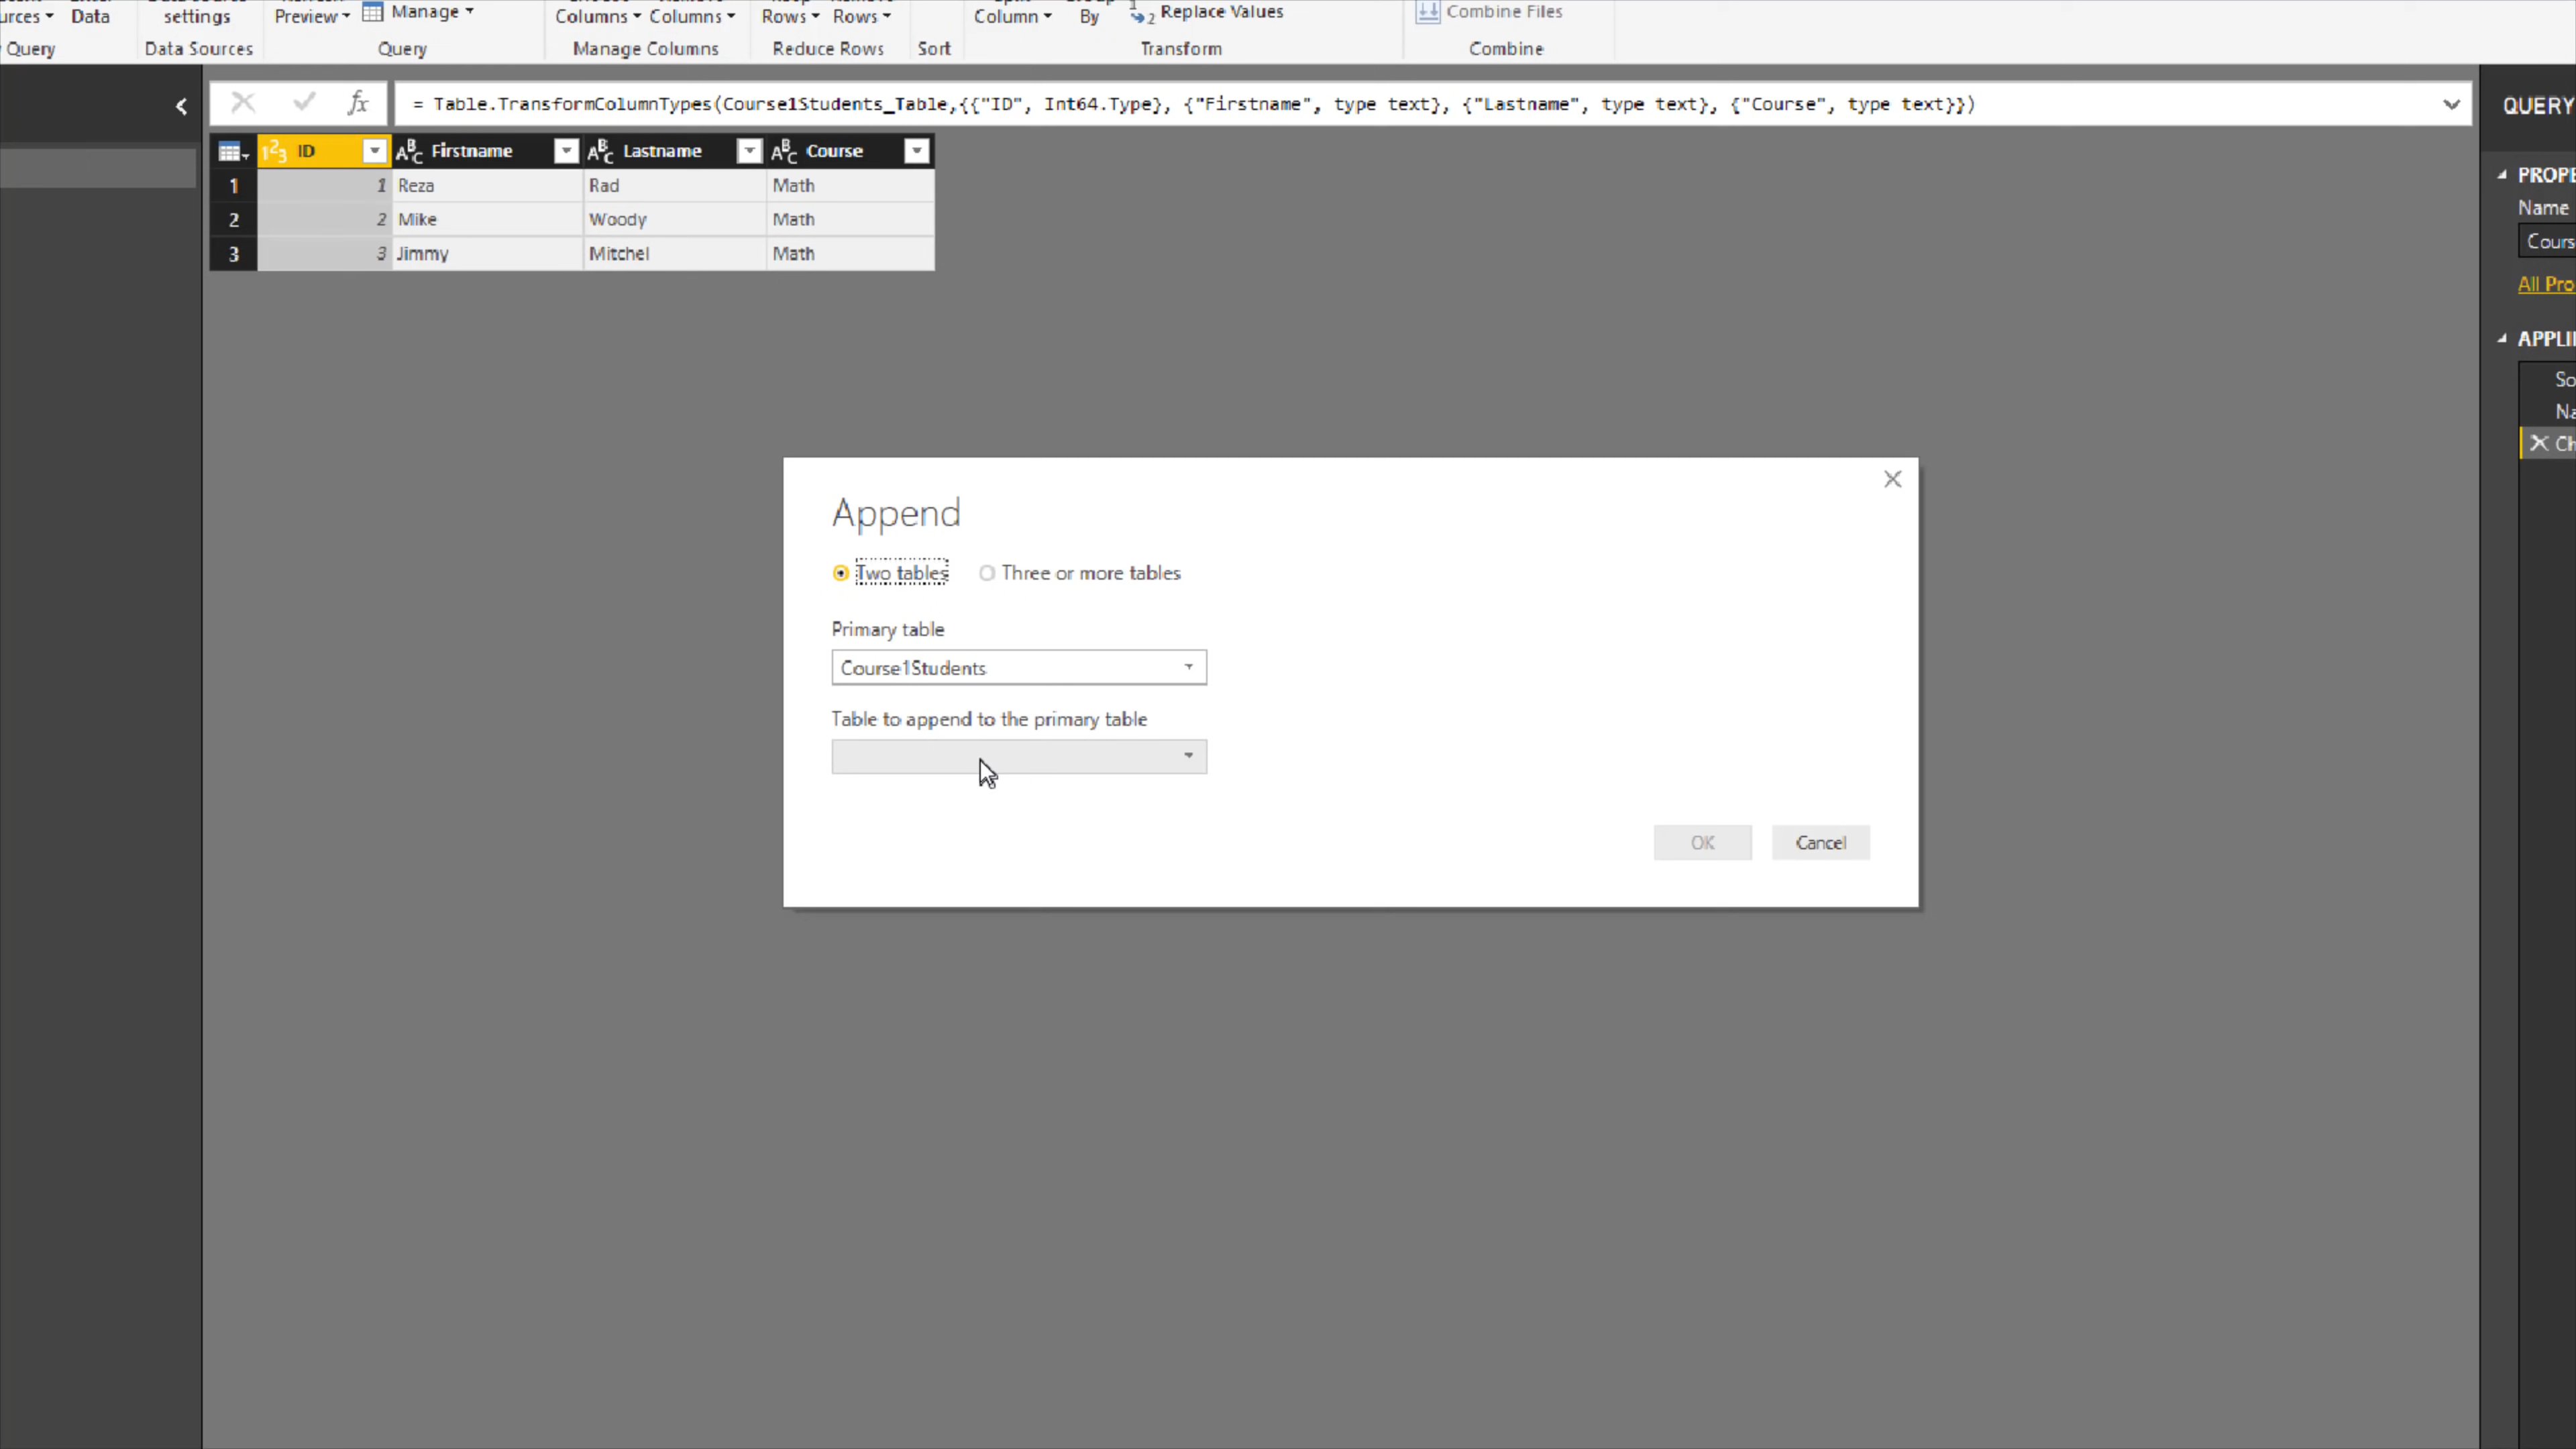 Data settings Preview Manage Columns Columns Rows Rows Column By Replace Values Combine Files
Query Data Sources Query Manage Columns Reduce Rows Sort Transform Combine
= Table.TransformColumnTypes(Course1Students_Table,{{"ID", Int64.Type}, {"Firstname", type text}, {"Lastname", type text}, {"Course", type text}})
QUERY
ID Firstname Lastname Course
1 1 Reza Rad Math
2 2 Mike Woody Math
3 3 Jimmy Mitchel Math
Name
All
Append
Two tables Three or more tables
Primary table
Course1Students
Table to append to the primary table
OK Cancel